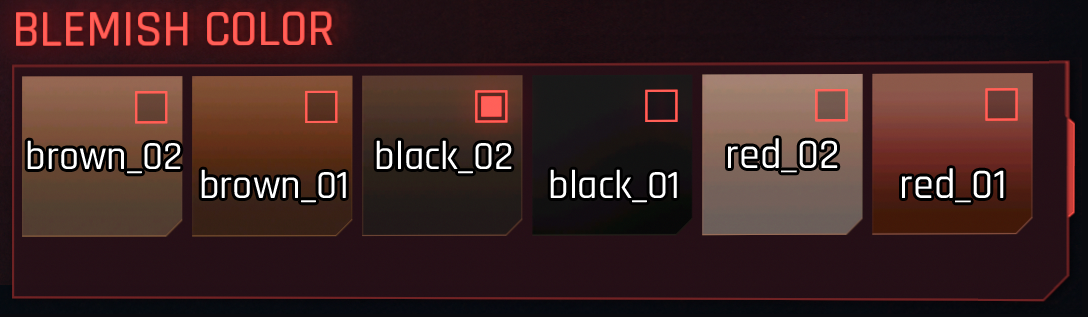 BLEMISH COLOR
brown_02
brown_01
black_02
black_01
red_02
red_01